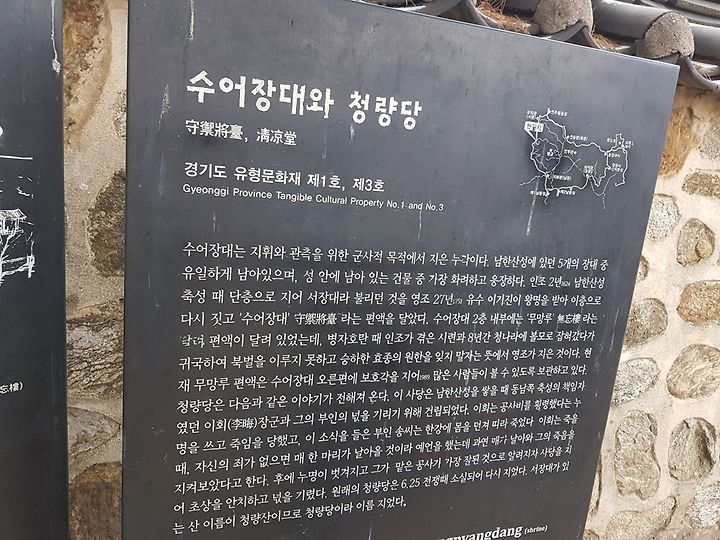 수어장대와 청량당
守禦將臺, 淸凉堂
경기도 유형문화재 제1호, 제3호
Gyeonggi Province Tangible Cultural Property No.1 and No.3
수어장대는 지휘와 관측을 위한 군사적 목적에서 지은 누각이다. 남한산성에 있던 5개의 장대 중
유일하게 남아있으며, 성 안에 남아 있는 건물 중 가장 화려하고 웅장하다. 인조 2년1624 남한산성
축성 때 단층으로 지어 서장대라 불리던 것을 영조 27년1751 유수 이기진이 왕명을 받아 이층으로
다시 짓고 '수어장대' 守禦將臺 라는 편액을 달았다. 수어장대 2층 내부에는 '무망루' 無忘樓 라는
달려 편액이 달려 있었는데, 병자호란 때 인조가 겪은 시련과 8년간 청나라에 볼모로 잡혀갔다가
귀국하여 북벌을 이루지 못하고 승하한 효종의 원한을 잊지 말자는 뜻에서 영조가 지은 것이다. 현
재 무망루 편액은 수어장대 오른편에 보호각을 지어1989 많은 사람들이 볼 수 있도록 보관하고 있다.
청량당은 다음과 같은 이야기가 전해져 온다. 이 사당은 남한산성을 쌓을 때 동남쪽 축성의 책임자
였던 이회(李晦)장군과 그의 부인의 넋을 기리기 위해 건립되었다. 이회는 공사비를 횡령했다는 누
명을 쓰고 죽임을 당했고, 이 소식을 들은 부인 송씨는 한강에 몸을 던져 따라 죽었다. 이회는 죽을
때, 자신의 죄가 없으면 매 한 마리가 날아올 것이라 예언을 했는데 과연 매가 날아와 그의 죽음을
지켜보았다고 한다. 후에 누명이 벗겨지고 그가 맡은 공사가 가장 잘된 것으로 알려지자 사당을 지
어 초상을 안치하고 넋을 기렸다. 원래의 청량당은 6.25 전쟁때 소실되어 다시 지었다. 서장대가 있
는 산 이름이 청량산이므로 청량당이라 이름 지었다.
(shrine)
忘樓)